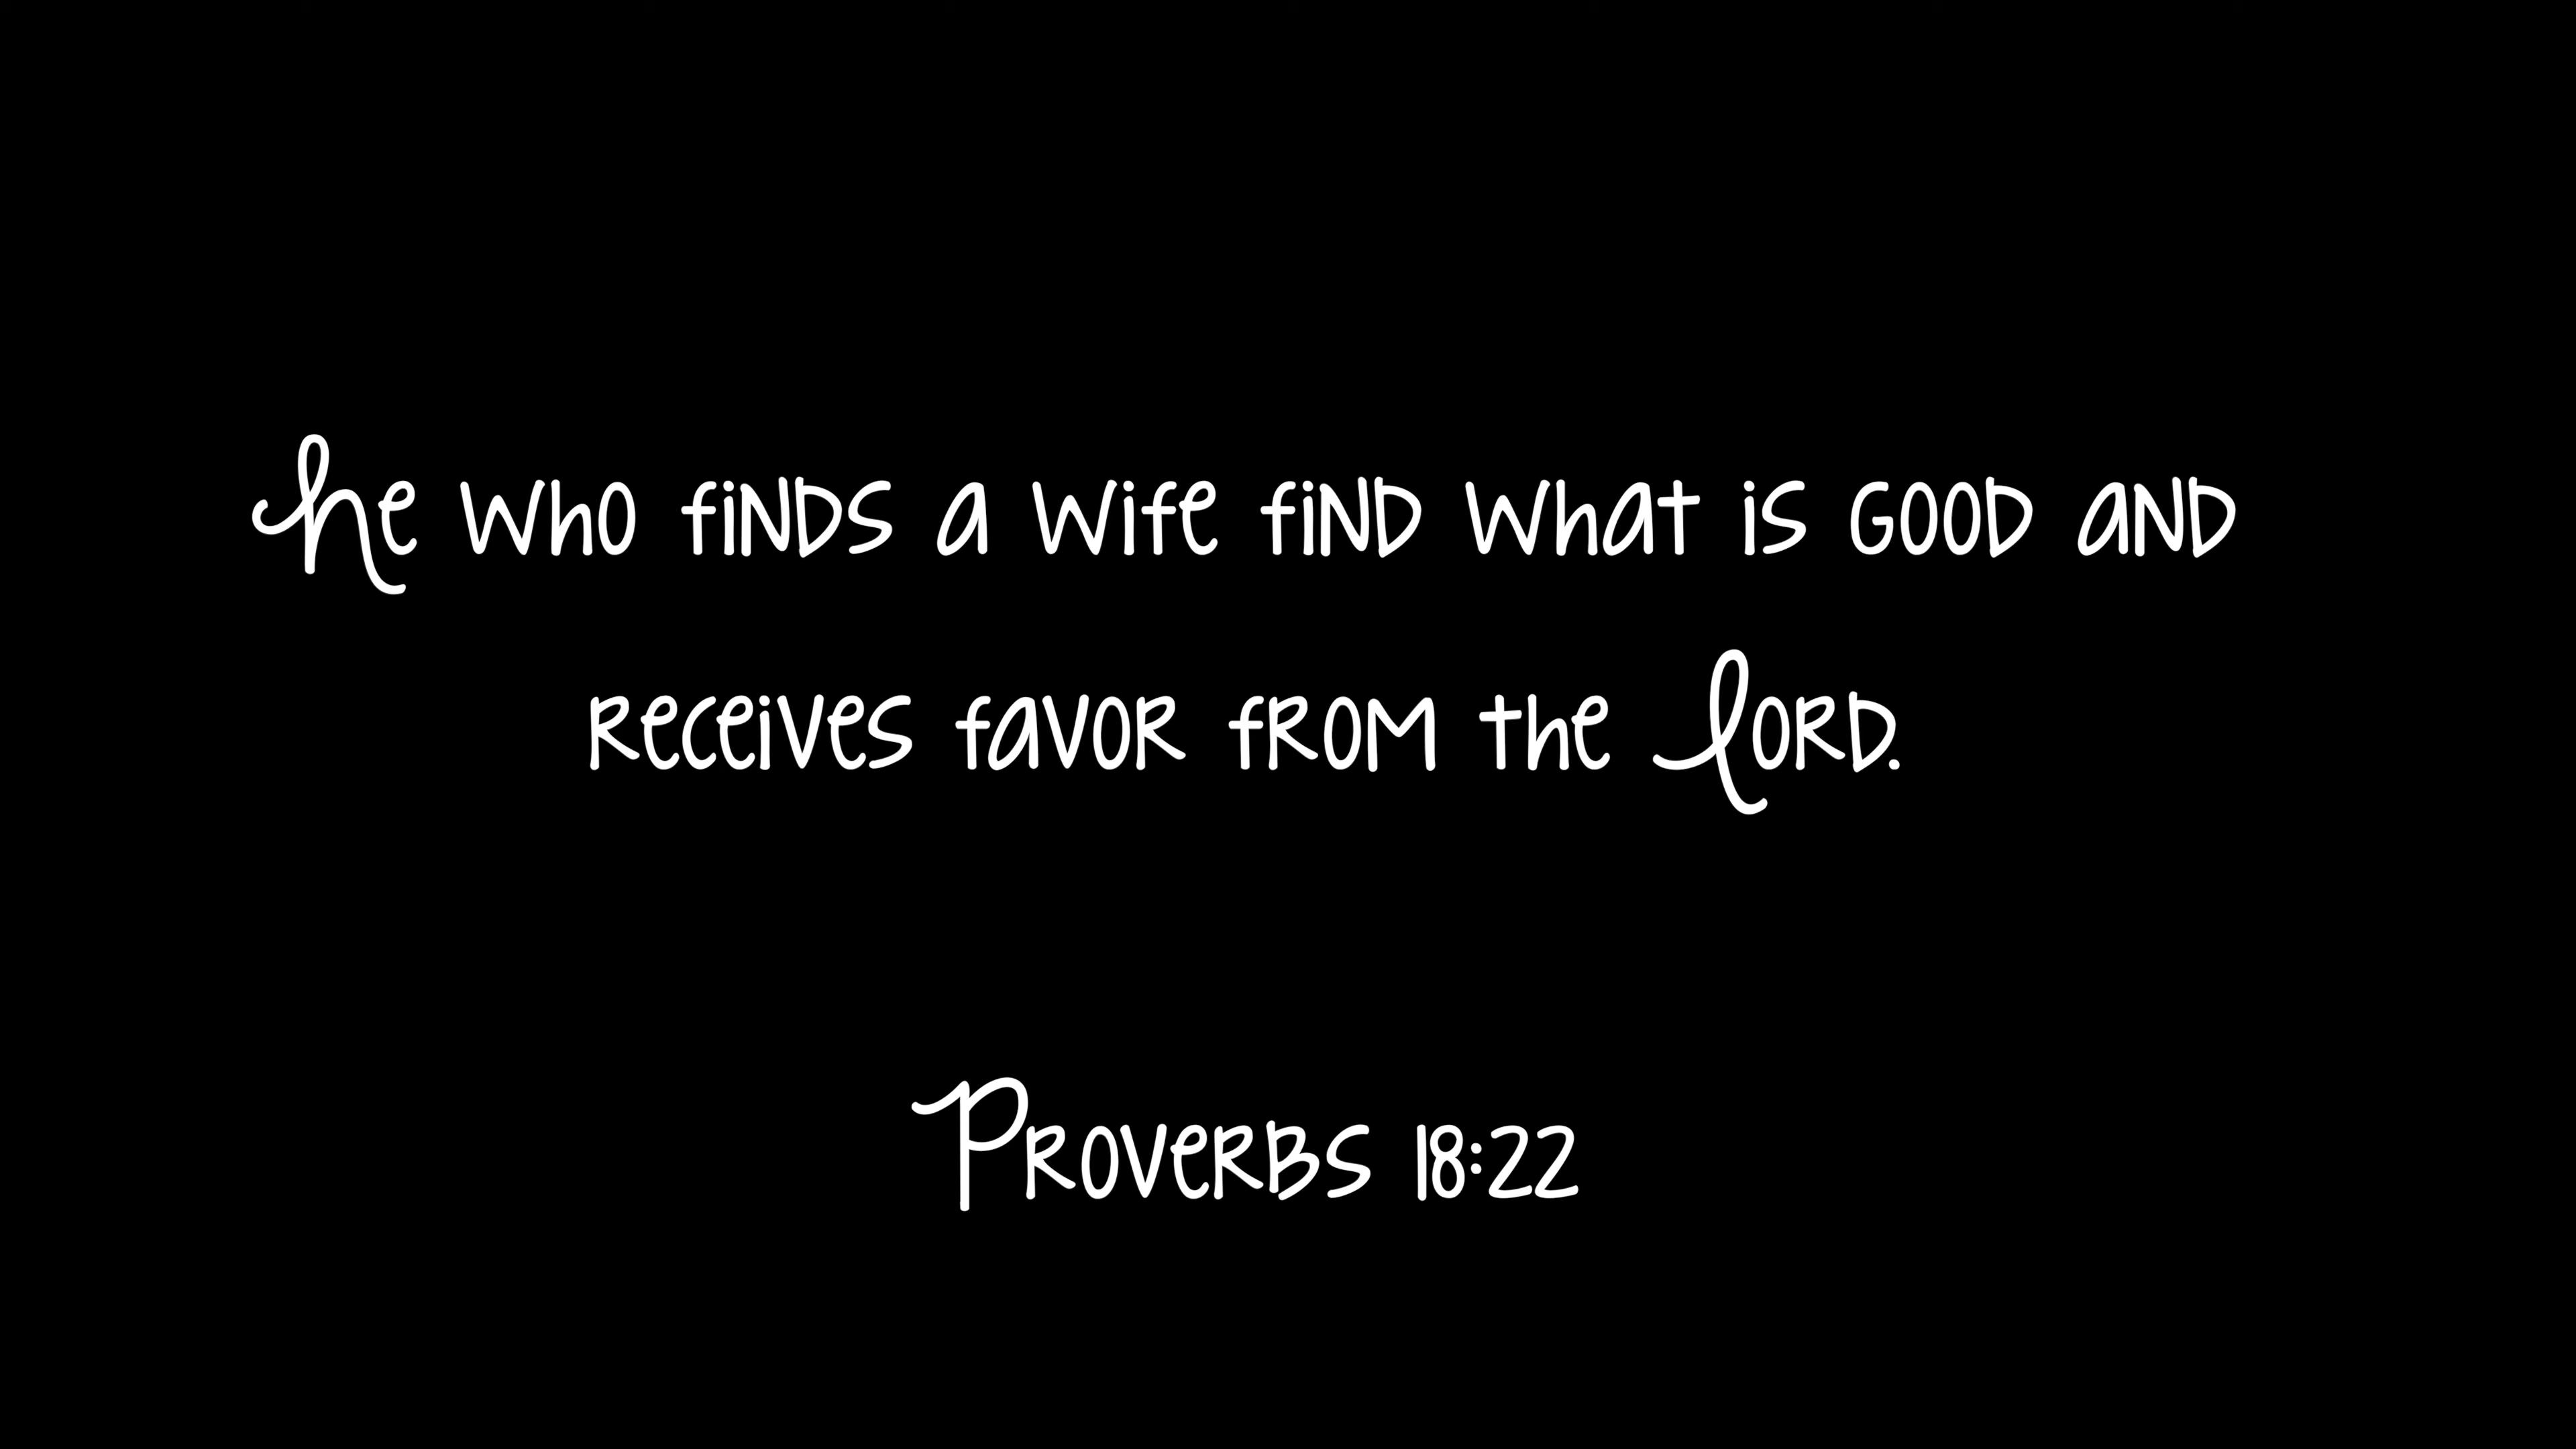 He who finds a wife find what is good and
receives favor from the Lord.
Proverbs 18:22